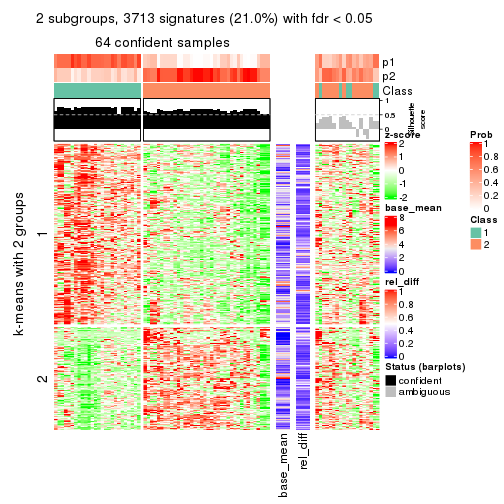 2 subgroups, 3713 signatures (21.0%) with fdr < 0.05
64 confident samples
p1
p2
Class
1
0.5
0
Silhouette
score
k-means with 2 groups
1
2
base_mean
rel_diff
z-score
2
1
0
-1
-2
base_mean
8
6
4
2
0
rel_diff
1
0.8
0.6
0.4
0.2
0
Status (barplots)
confident
ambiguous
Prob
1
0.8
0.6
0.4
0.2
0
Class
1
2